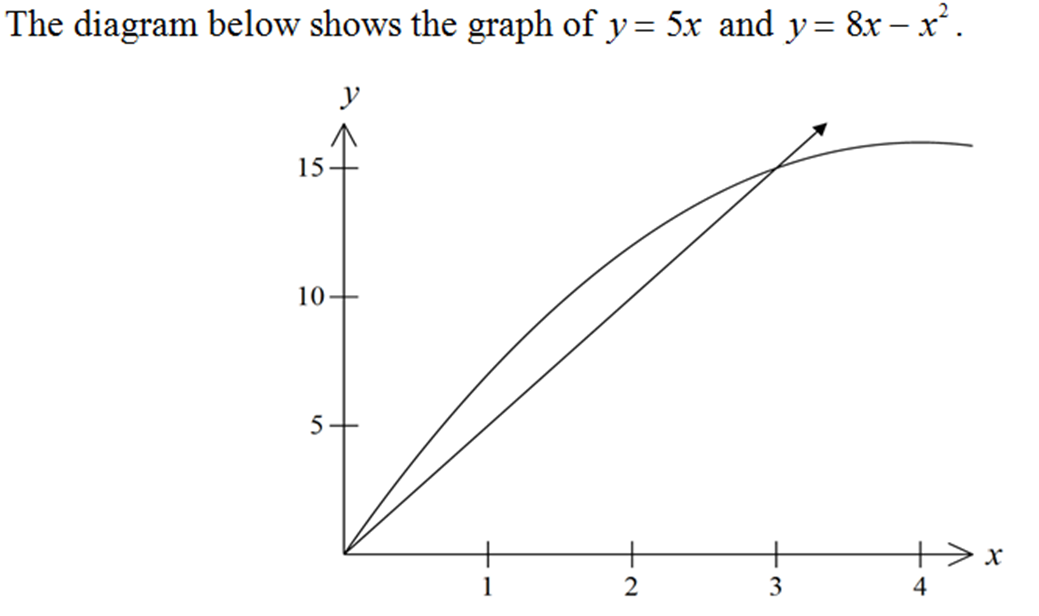 The diagram below shows the graph of y = 5x and y = 8x – x².
y
15
10
5
x
1 2 3 4